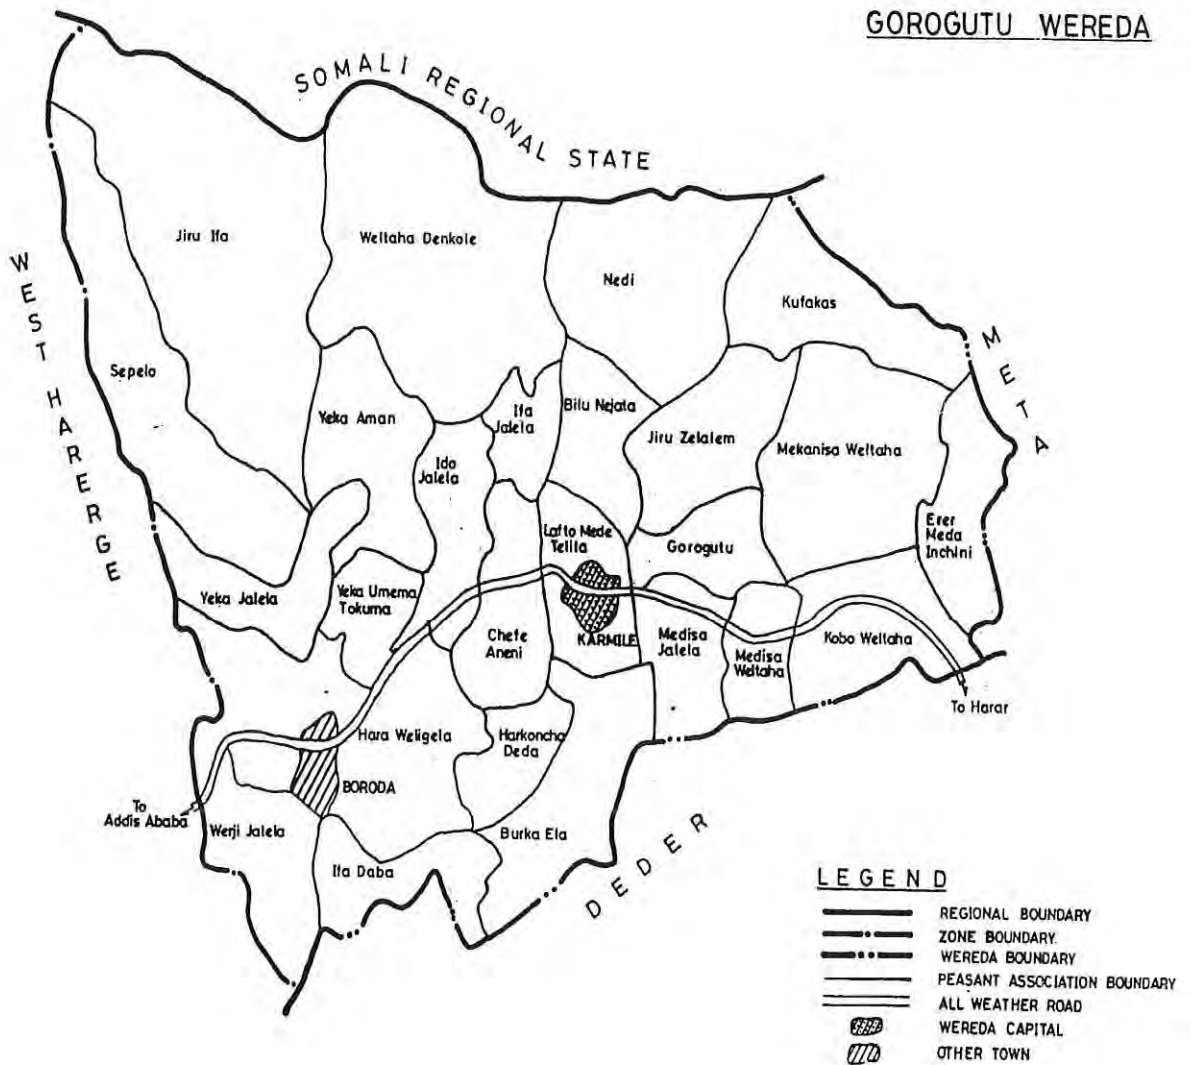 GOROGUTU WEREDA
SOMALI REGIONAL STATE
WEST HARERGE
META
DEDER
Jiru Ifa
Weltaha Denkole
Nedi
Kufakas
Sepelo
Yeka Aman
Ifa
Jalela
Bilu Nejata
Ido
Jalela
Jiru Zelalem
Mekanisa Weltaha
Erer
Meda
Inchini
Lafto Mede
Telila
Gorogutu
Yeka Jalela
Yeka Umema
Tokuma
Chefe
Aneni
KARMILE
Medisa
Jalela
Medisa
Weltaha
Kobo Weltaha
To Harar
Hara Weligela
Harkoncha
Deda
BORODA
To
Addis Ababa
Werji Jalela
Ifa Daba
Burka Ela
LEGEND
REGIONAL BOUNDARY
ZONE BOUNDARY.
WEREDA BOUNDARY
PEASANT ASSOCIATION BOUNDARY
ALL WEATHER ROAD
WEREDA CAPITAL
OTHER TOWN